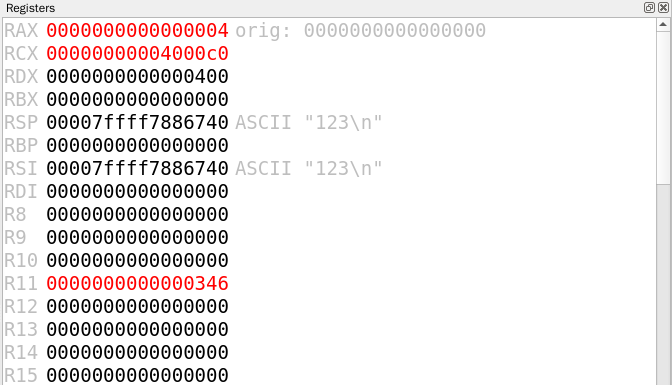 Registers
RAX 0000000000000004 orig: 0000000000000000
RCX 00000000004000c0
RDX 0000000000000400
RBX 0000000000000000
RSP 00007ffff7886740 ASCII "123\n"
RBP 0000000000000000
RSI 00007ffff7886740 ASCII "123\n"
RDI 0000000000000000
R8 0000000000000000
R9 0000000000000000
R10 0000000000000000
R11 0000000000000346
R12 0000000000000000
R13 0000000000000000
R14 0000000000000000
R15 0000000000000000